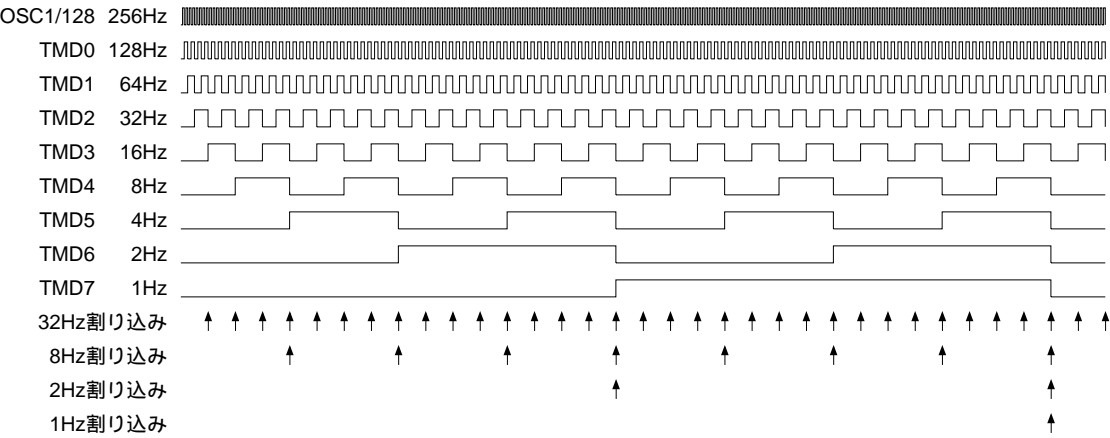 OSC1/128 256Hz
TMD0 128Hz
TMD1 64Hz
TMD2 32Hz
TMD3 16Hz
TMD4 8Hz
TMD5 4Hz
TMD6 2Hz
TMD7 1Hz
32Hz割り込み
8Hz割り込み
2Hz割り込み
1Hz割り込み